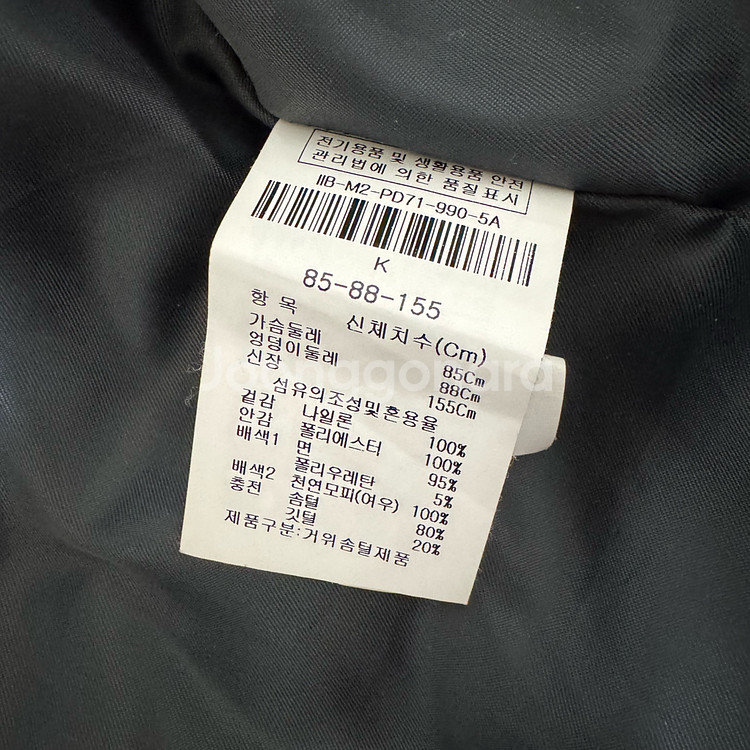 전기용품 및 생활용품 안전
관리법에 의한 품질표시
IIB-M2-PD71-990-5A
K
85-88-155
항 목 신체치수(Cm)
가슴둘레 85Cm
엉덩이둘레 88Cm
신장 155Cm
섬유의조성및혼용율
겉감 나일론 100%
안감 폴리에스터 100%
배색1 면 95%
폴리우레탄 5%
배색2 천연모피(여우) 100%
충전 솜털 80%
깃털 20%
제품구분:거위솜털제품
Joonggonara